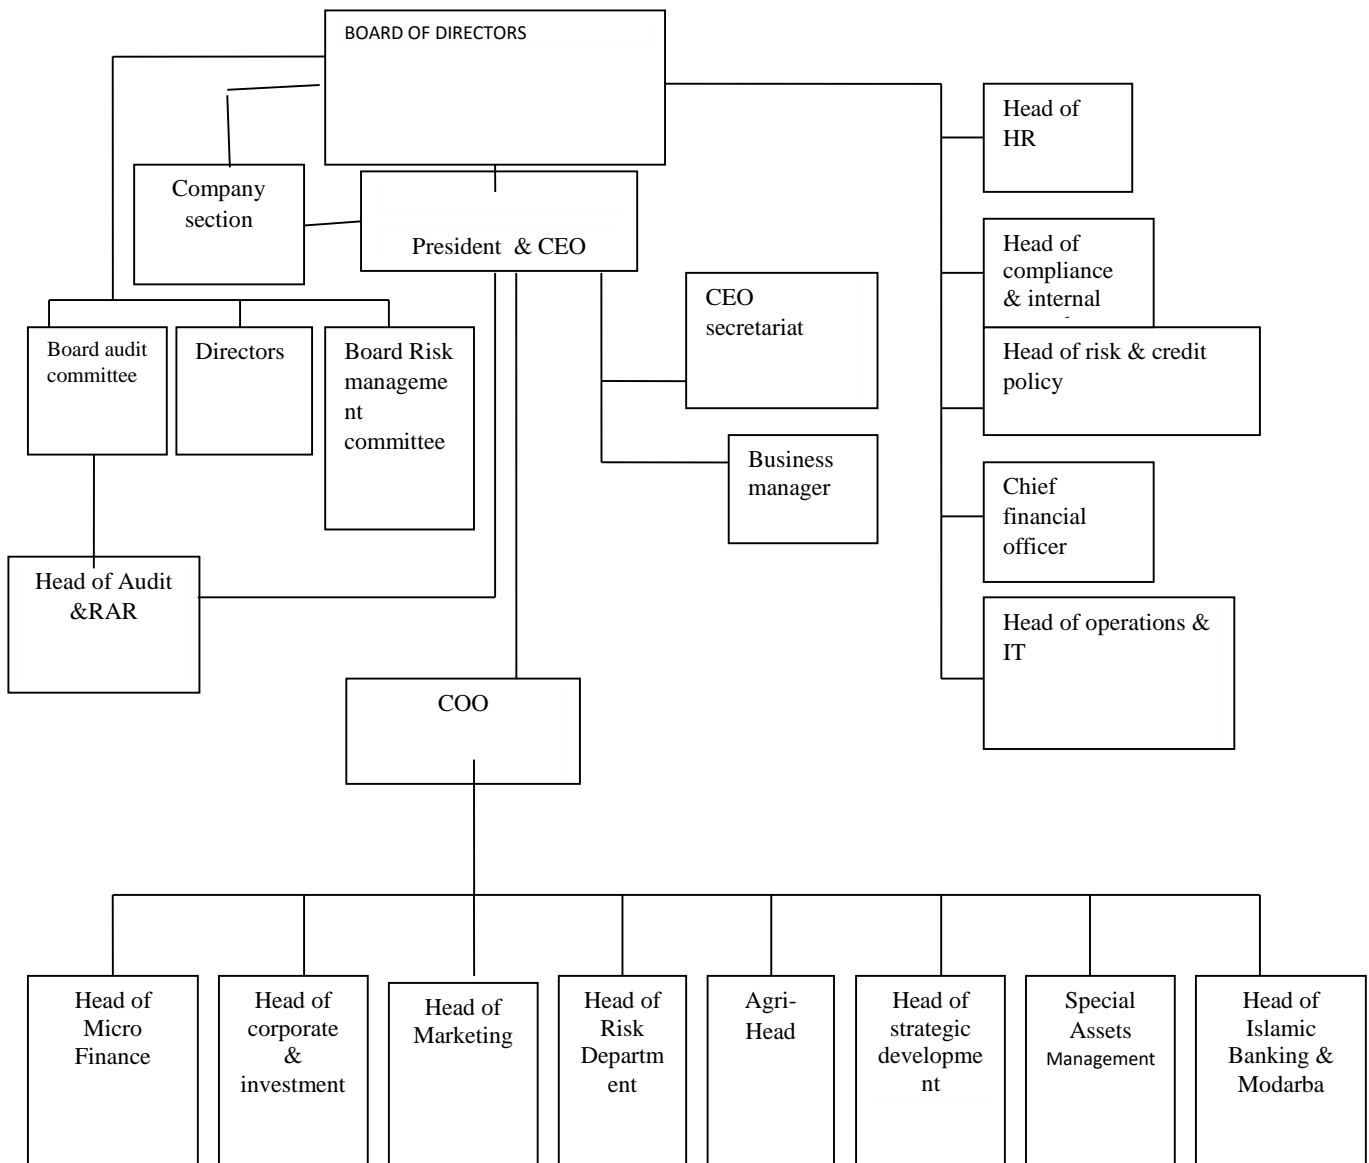 BOARD OF DIRECTORS
Company
section
President & CEO
Head of
HR
Head of
compliance
& internal
CEO
secretariat
Board audit
committee
Directors
Board Risk
manageme
nt
committee
Head of risk & credit
policy
Business
manager
Chief
financial
officer
Head of Audit
&RAR
Head of operations &
IT
COO
Head of
Micro
Finance
Head of
corporate
&
investment
Head of
Marketing
Head of
Risk
Departm
ent
Agri-
Head
Head of
strategic
developme
nt
Special
Assets
Management
Head of
Islamic
Banking &
Modarba